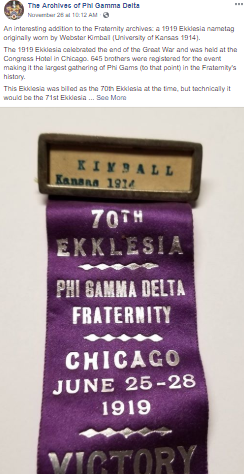 The Archives of Phi Gamma Delta
November 26 at 10:12 AM ·
An interesting addition to the Fraternity archives: a 1919 Ekklesia nametag
originally worn by Webster Kimball (University of Kansas 1914).
The 1919 Ekklesia celebrated the end of the Great War and was held at the
Congress Hotel in Chicago, 645 brothers were registered for the event
making it the largest gathering of Phi Gams (to that point) in the Fraternity's
history.
This Ekklesia was billed as the 70th Ekklesia at the time, but technically it
would be the 71st Ekklesia ... See More
KIMBALL
Kansas 1914
70TH
EKKLESIA
PHI GAMMA DELTA
FRATERNITY
CHICAGO
JUNE 25-28
1919
VICTORY